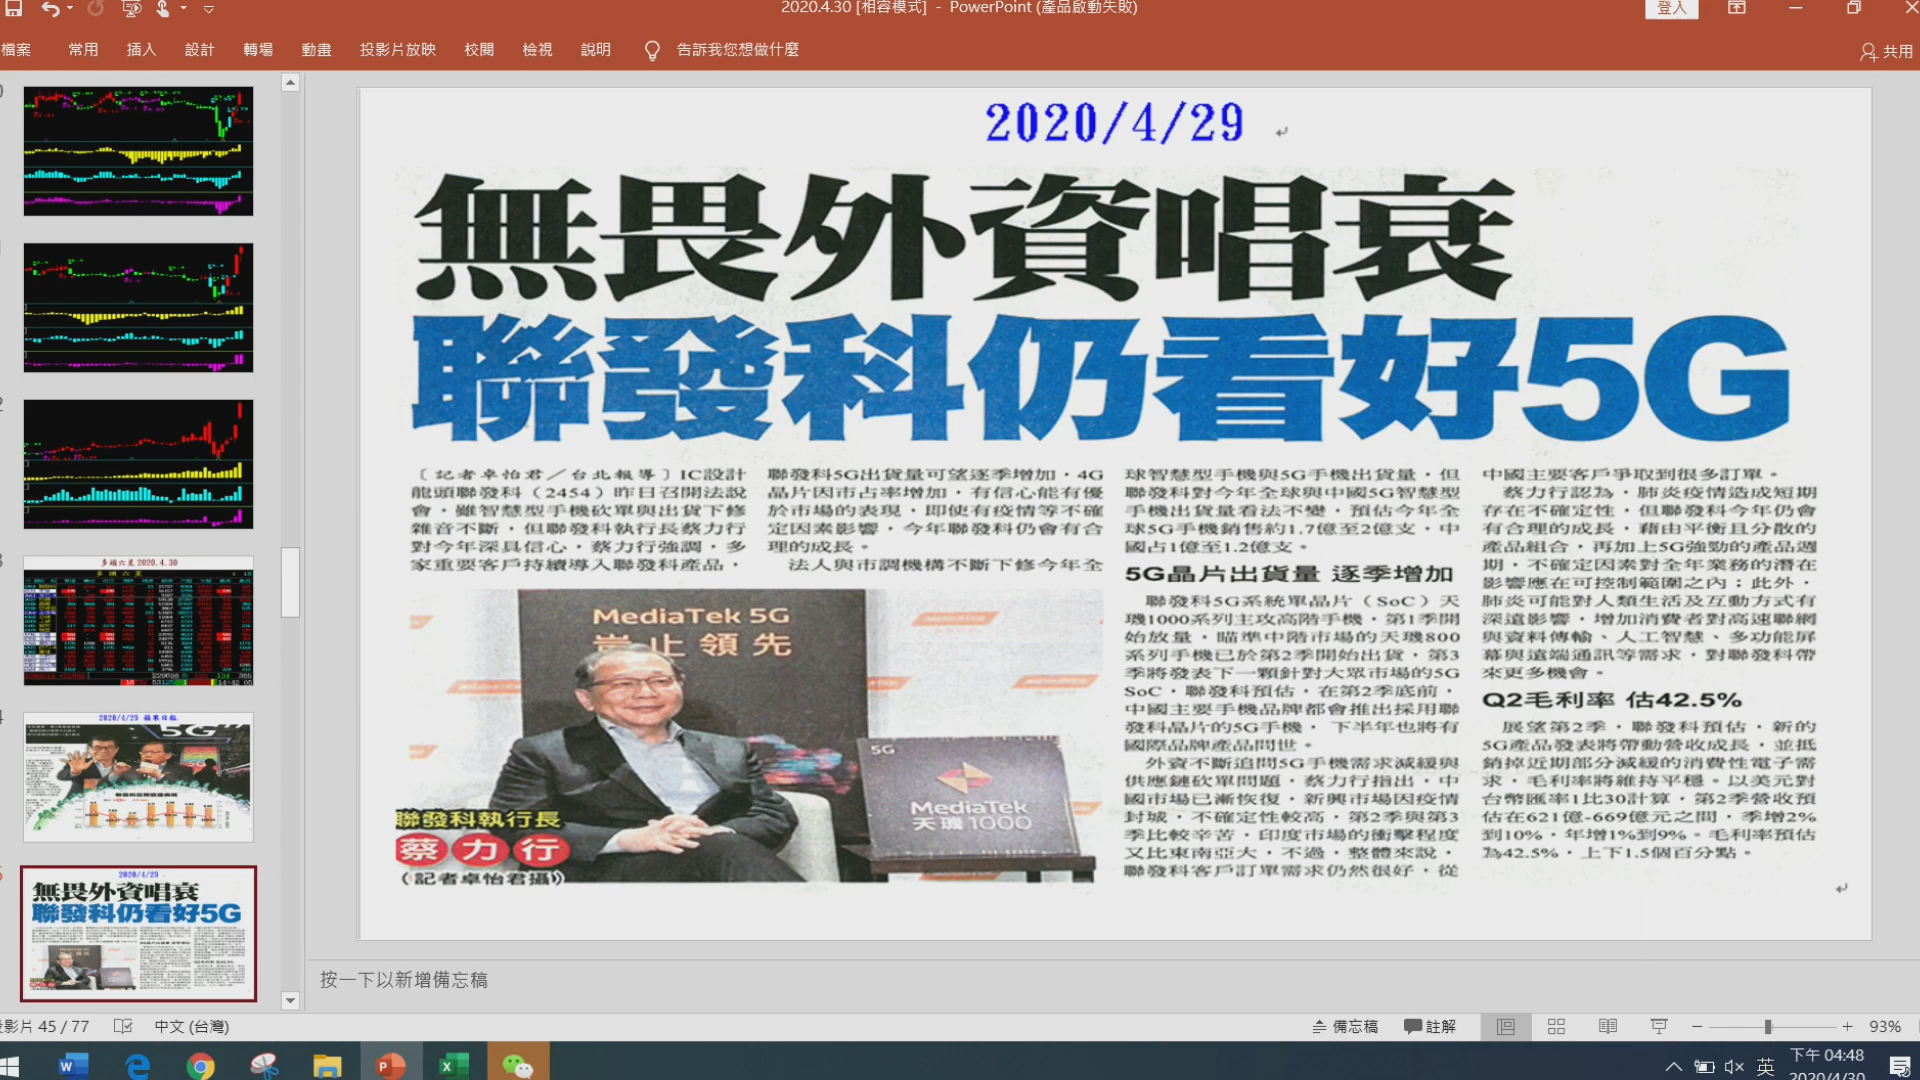 2020.4.30 [相容模式] - PowerPoint (產品啟動失敗)
登入
檔案
常用
插入
設計
轉場
動畫
投影片放映
校閱
檢視
說明
告訴我您想做什麼
共用
多頭六星 2020.4.30
2020/4/29 蘋果日報
5G
2020/4/29
無畏外資唱衰
聯發科仍看好5G
2020/4/29
無畏外資唱衰
聯發科仍看好5G
〔記者卓怡君/台北報導〕IC設計
龍頭聯發科(2454)昨日召開法說
會,雖智慧型手機砍單與出貨下修
雜音不斷,但聯發科執行長蔡力行
對今年深具信心,蔡力行強調,多
家重要客戶持續導入聯發科產品,
聯發科5G出貨量可望逐季增加,4G
晶片因市占率增加,有信心能有優
於市場的表現,即使有疫情等不確
定因素影響,今年聯發科仍會有合
理的成長。
法人與市調機構不斷下修今年全
球智慧型手機與5G手機出貨量,但
聯發科對今年全球與中國5G智慧型
手機出貨量看法不變,預估今年全
球5G手機銷售約1.7億至2億支,中
國占1億至1.2億支。
5G晶片出貨量 逐季增加
聯發科5G系統單晶片(SoC)天
璣1000系列主攻高階手機,第1季開
始放量,瞄準中階市場的天璣800
系列手機已於第2季開始出貨,第3
季將發表下一顆針對大眾市場的5G
SoC,聯發科預估,在第2季底前,
中國主要手機品牌都會推出採用聯
發科晶片的5G手機,下半年也將有
國際品牌產品問世。
外資不斷追問5G手機需求減緩與
供應鏈砍單問題,蔡力行指出,中
國市場已漸恢復,新興市場因疫情
封城,不確定性較高,第2季與第3
季比較辛苦,印度市場的衝擊程度
又比東南亞大,不過,整體來說,
聯發科客戶訂單需求仍然很好,從
中國主要客戶爭取到很多訂單。
蔡力行認為,肺炎疫情造成短期
存在不確定性,但聯發科今年仍會
有合理的成長,藉由平衡且分散的
產品組合,再加上5G強勁的產品週
期,不確定因素對全年業務的潛在
影響應在可控制範圍之內;此外,
肺炎可能對人類生活及互動方式有
深遠影響,增加消費者對高速聯網
與資料傳輸、人工智慧、多功能屏
幕與遠端通訊等需求,對聯發科帶
來更多機會。
Q2毛利率 估42.5%
展望第2季,聯發科預估,新的
5G產品發表將帶動營收成長,並抵
銷掉近期部分減緩的消費性電子需
求,毛利率將維持平穩。以美元對
台幣匯率1比30計算,第2季營收預
估在621億-669億元之間,季增2%
到10%,年增1%到9%。毛利率預估
為42.5%,上下1.5個百分點。
MediaTek 5G
豈止領先
5G
MediaTek
天璣1000
聯發科執行長
蔡力行
(記者卓怡君攝)
按一下以新增備忘稿
影片 45 / 77
中文 (台灣)
備忘稿
註解
93%
英
下午 04:48
2020/4/30